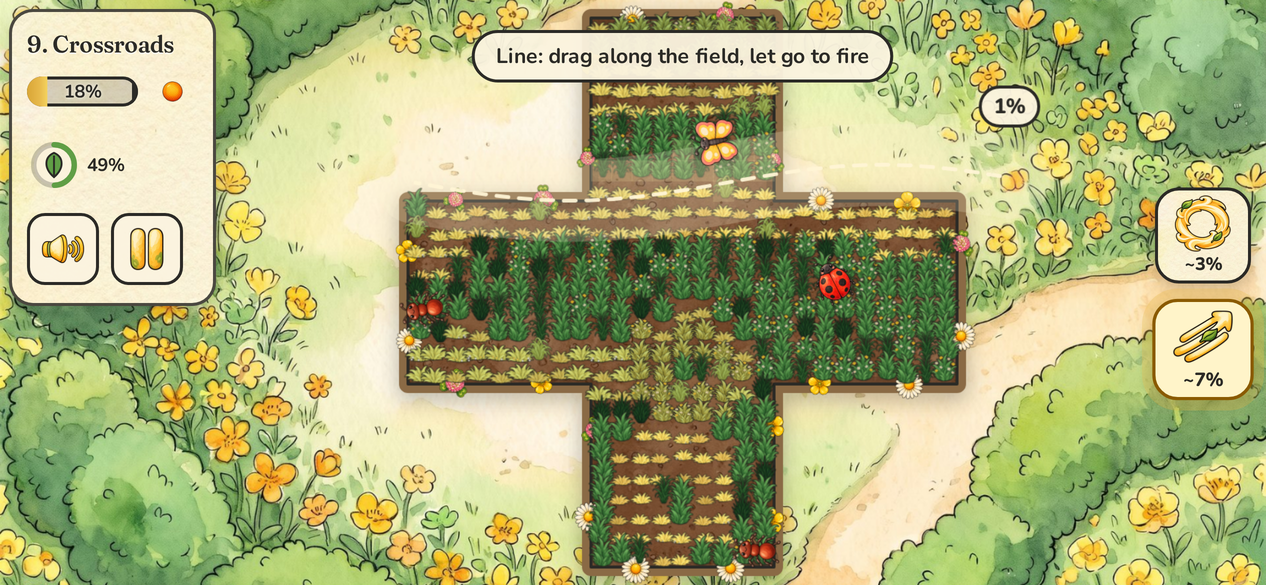 9. Crossroads
18%
49%
Line: drag along the field, let go to fire
1%
~3%
~7%